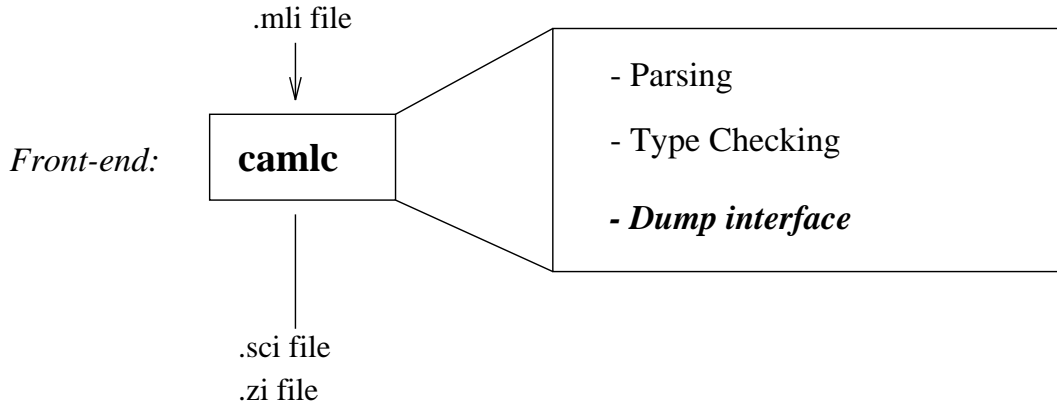 .mli file
- Parsing
- Type Checking
Front-end:
camlc
- Dump interface
.sci file
.zi file